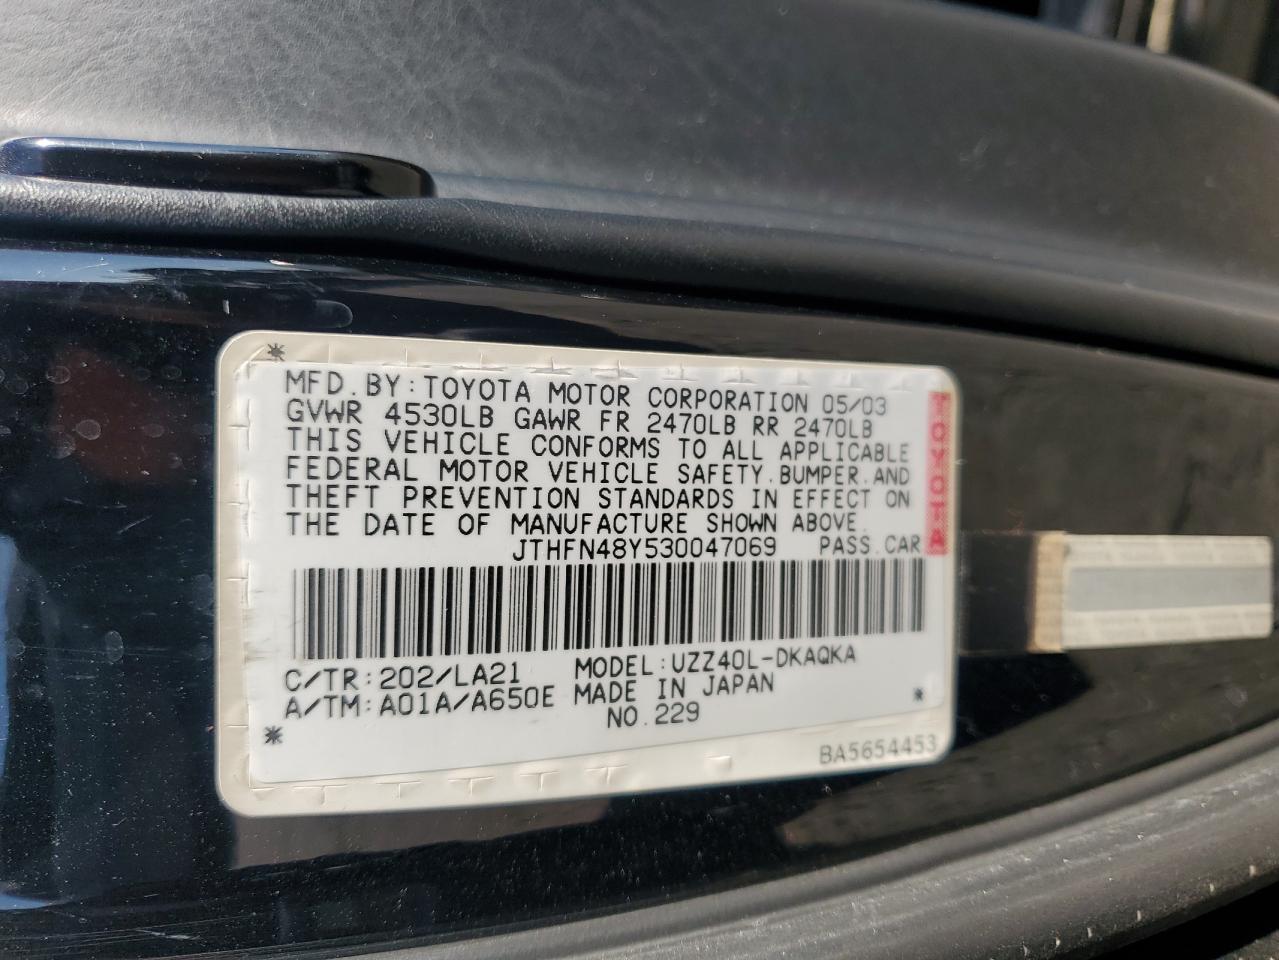 MFD. BY: TOYOTA MOTOR CORPORATION 05/03
GVWR 4530LB GAWR FR 2470LB RR 2470LB
THIS VEHICLE CONFORMS TO ALL APPLICABLE
FEDERAL MOTOR VEHICLE SAFETY. BUMPER. AND
THEFT PREVENTION STANDARDS IN EFFECT ON
THE DATE OF MANUFACTURE SHOWN ABOVE.
JTHFN48Y530047069 PASS. CAR
TOYOTA
C/TR: 202/LA21 MODEL: UZZ40L-DKAQKA
A/TM: A01A/A650E MADE IN JAPAN
NO. 229
BA5654453